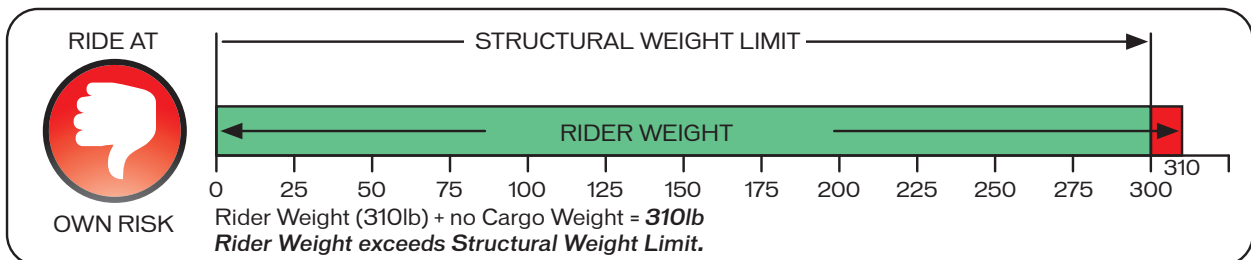 RIDE AT
OWN RISK
STRUCTURAL WEIGHT LIMIT
RIDER WEIGHT
310
0 25 50 75 100 125 150 175 200 225 250 275 300
Rider Weight (310lb) + no Cargo Weight = 310lb
Rider Weight exceeds Structural Weight Limit.